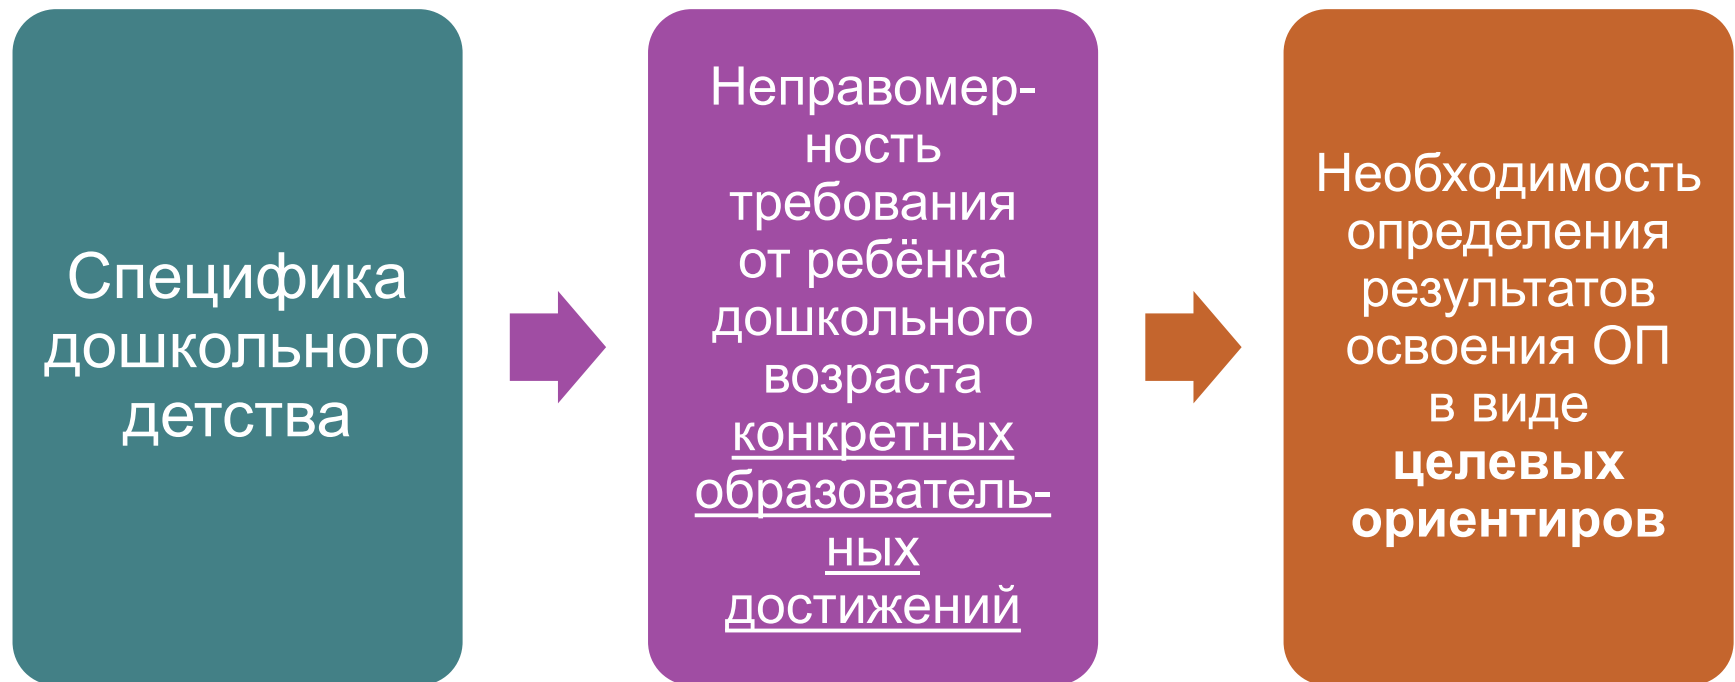 Специфика
дошкольного
детства
Неправомер-
ность
требования
от ребёнка
дошкольного
возраста
конкретных
образователь-
ных
достижений
Необходимость
определения
результатов
освоения ОП
в виде
целевых
ориентиров